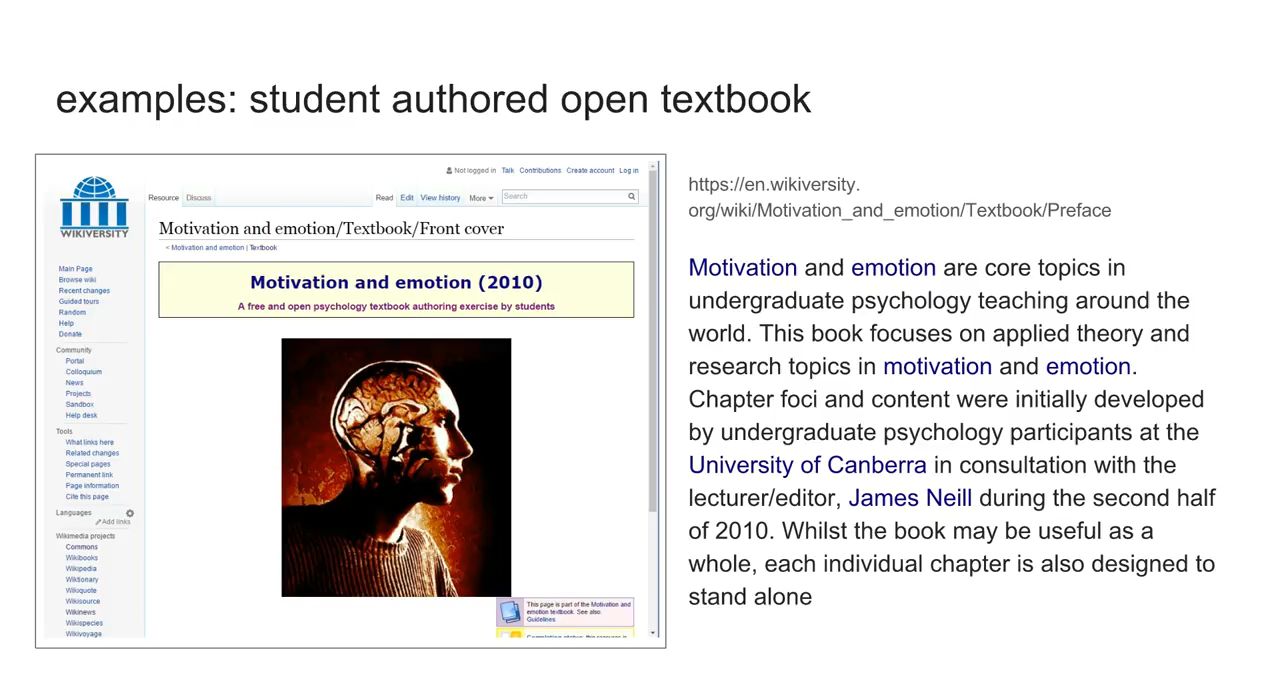 examples: student authored open textbook
Not logged in Talk Contributions Create account Log in
Resource Discuss Read Edit View history More Search
WIKIVERSITY
Motivation and emotion/Textbook/Front cover
< Motivation and emotion | Textbook
Main Page
Browse wiki
Recent changes
Guided tours
Random
Help
Donate
Community
Portal
Colloquium
News
Projects
Sandbox
Help desk
Tools
What links here
Related changes
Special pages
Permanent link
Page information
Cite this page
Languages
Add links
Wikimedia projects
Commons
Wikibooks
Wikipedia
Wiktionary
Wikiquote
Wikisource
Wikinews
Wikispecies
Wikivoyage
Motivation and emotion (2010)
A free and open psychology textbook authoring exercise by students
This page is part of the Motivation and
emotion textbook. See also:
Guidelines
Completion status: this resource is
https://en.wikiversity.
org/wiki/Motivation_and_emotion/Textbook/Preface
Motivation and emotion are core topics in
undergraduate psychology teaching around the
world. This book focuses on applied theory and
research topics in motivation and emotion.
Chapter foci and content were initially developed
by undergraduate psychology participants at the
University of Canberra in consultation with the
lecturer/editor, James Neill during the second half
of 2010. Whilst the book may be useful as a
whole, each individual chapter is also designed to
stand alone